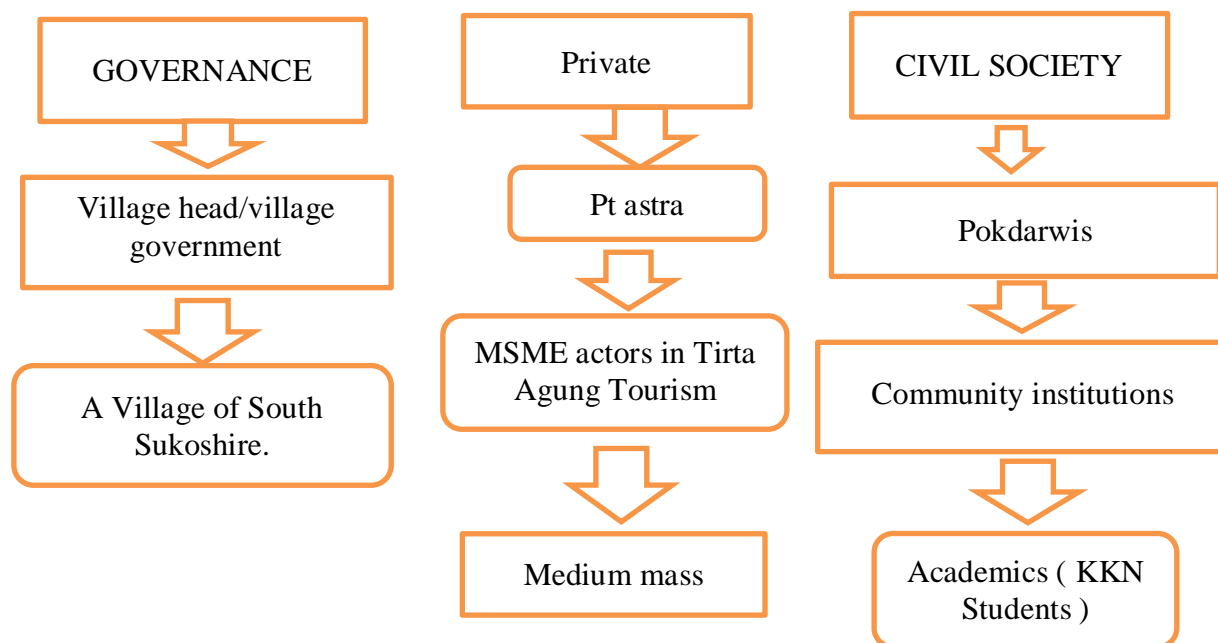 GOVERNANCE
Village head/village
government
A Village of South
Sukoshire.
Private
Pt astra
MSME actors in Tirta
Agung Tourism
Medium mass
CIVIL SOCIETY
Pokdarwis
Community institutions
Academics ( KKN
Students )